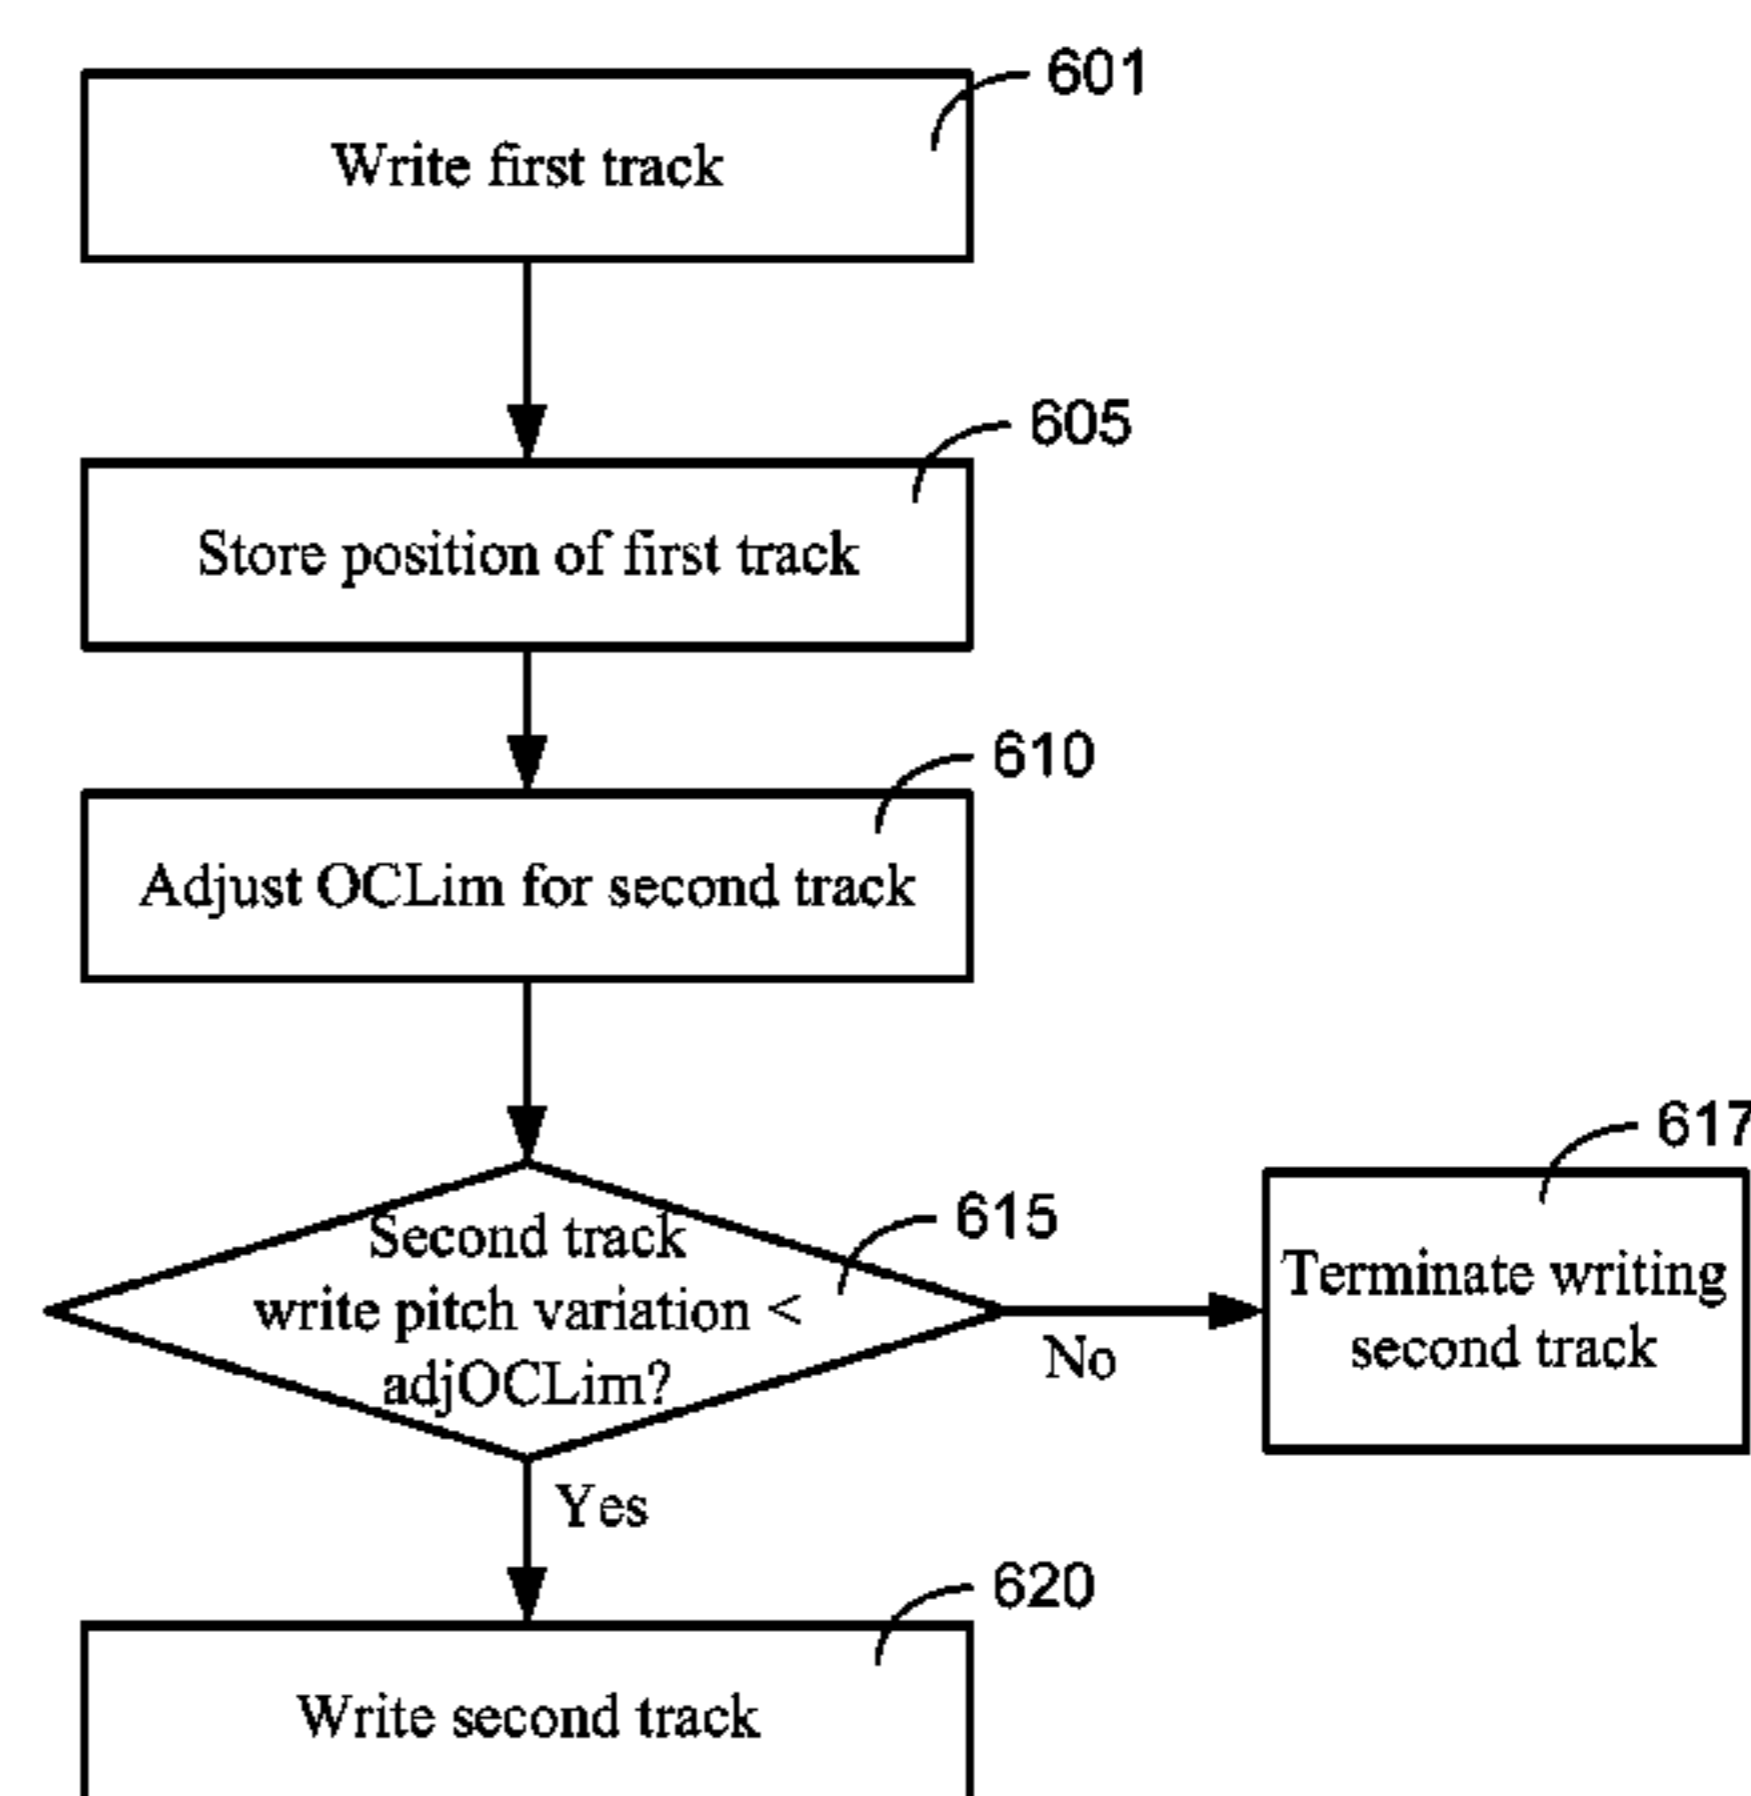 601
Write first track
605
Store position of first track
610
Adjust OCLim for second track
615
Second track
write pitch variation <
adjOCLim?
No
617
Terminate writing
second track
Yes
620
Write second track